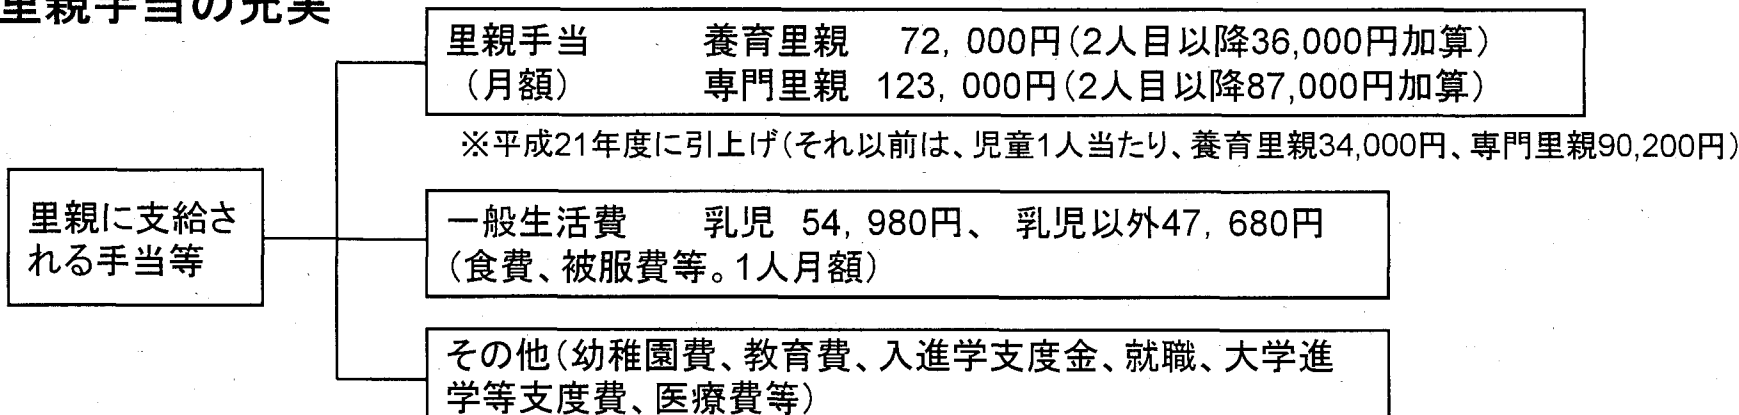 里親手当の充実
里親手当 養育里親 72, 000円(2人目以降36,000円加算)
(月額) 専門里親 123, 000円(2人目以降87,000円加算)
※平成21年度に引上げ(それ以前は、児童1人当たり、養育里親34,000円、専門里親90,200円)
里親に支給さ
れる手当等
一般生活費 乳児 54, 980円、 乳児以外47, 680円
(食費、被服費等。1人月額)
その他(幼稚園費、教育費、入進学支度金、就職、大学進
学等支度費、医療費等)